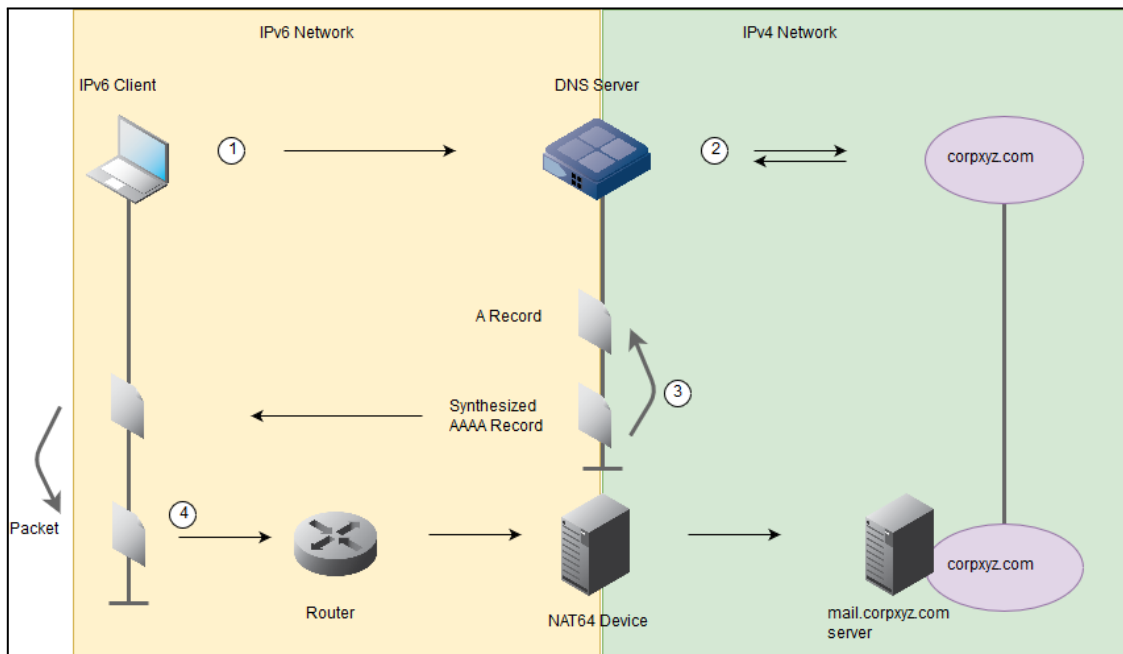 IPv6 Network
IPv4 Network
IPv6 Client
DNS Server
1
2
corpxyz.com
A Record
3
Synthesized
AAAA Record
4
Packet
corpxyz.com
Router
NAT64 Device
mail.corpxyz.com
server